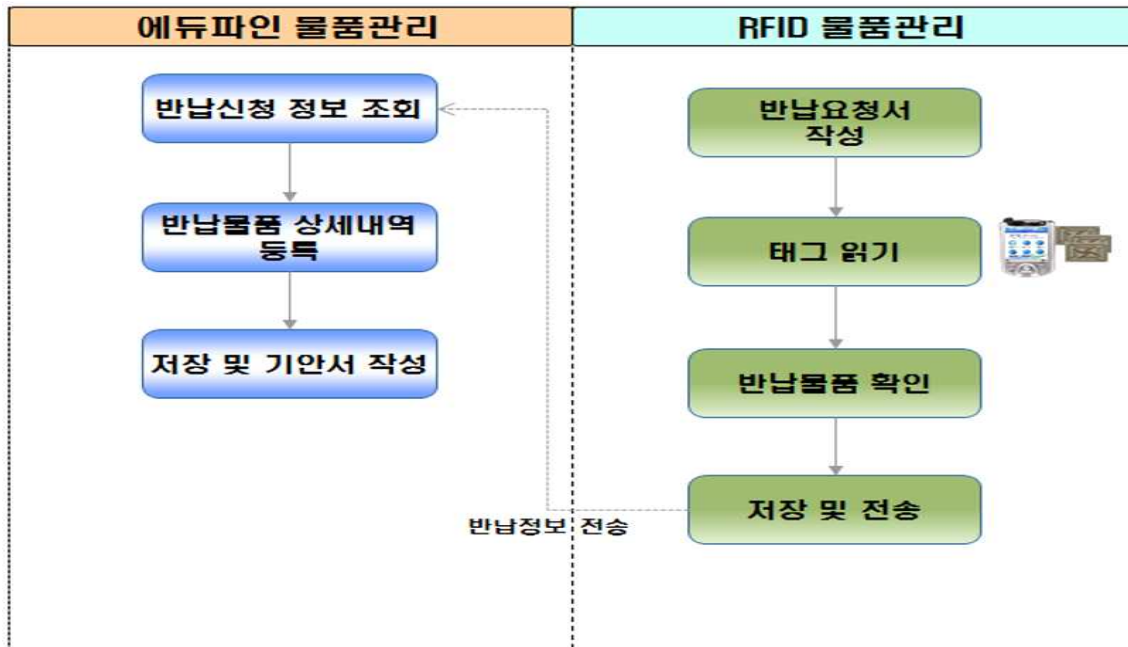 에듀파인 물품관리
RFID 물품관리
반납신청 정보 조회
반납물품 상세내역
등록
저장 및 기안서 작성
반납요청서
작성
태그 읽기
반납물품 확인
저장 및 전송
반납정보 전송